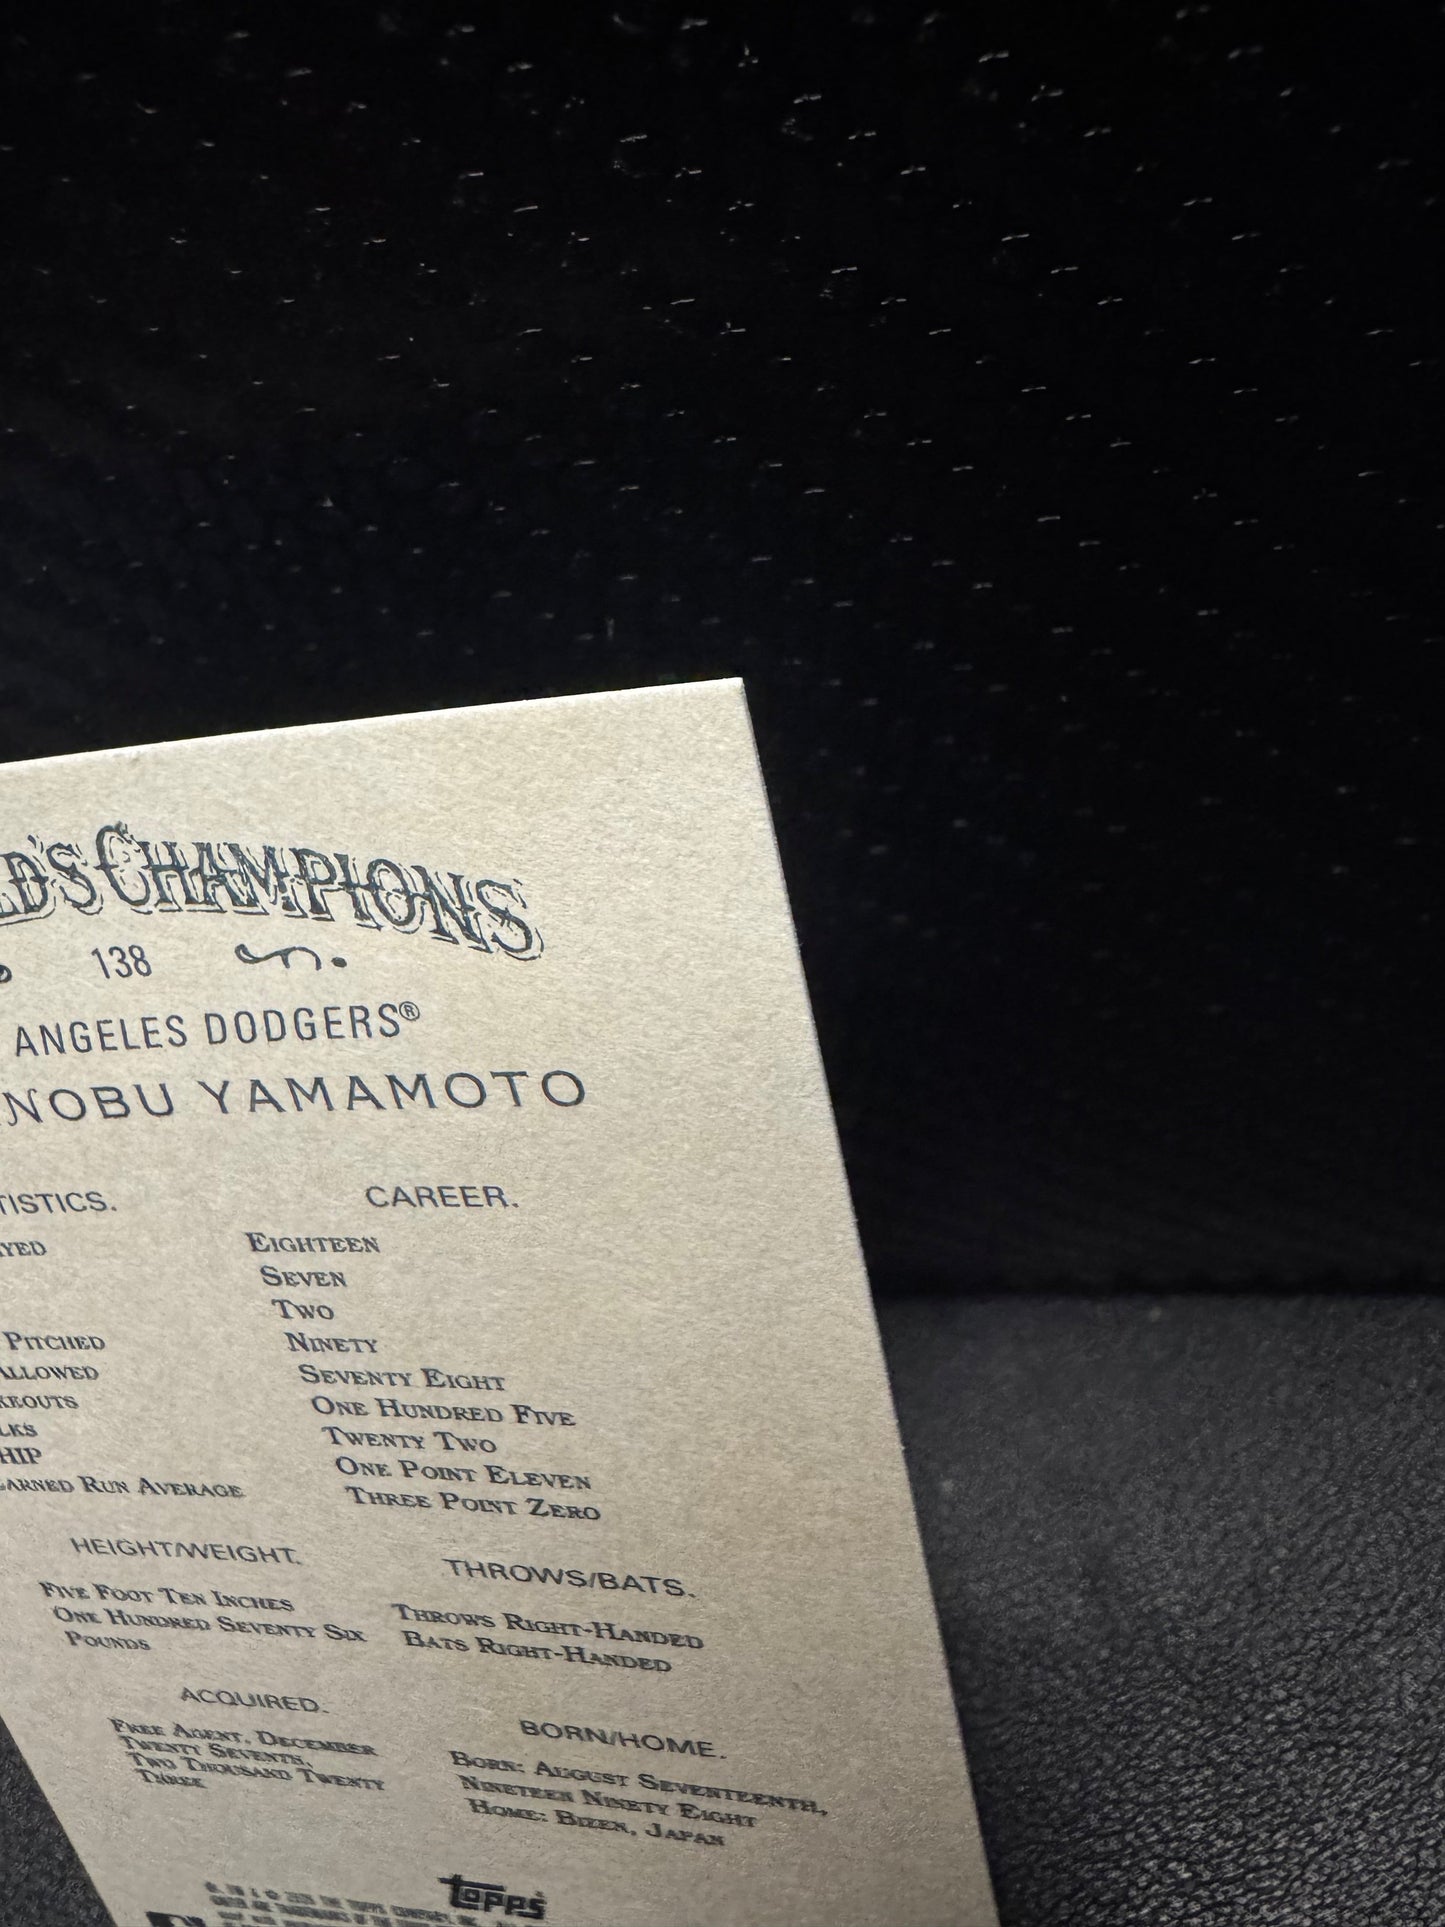 LD'S CHAMPIONS
138
ANGELES DODGERS®
NOBU YAMAMOTO
TISTICS. CAREER.
YED EIGHTEEN
SEVEN
TWO
PITCHED NINETY
ALLOWED SEVENTY EIGHT
KEOUTS ONE HUNDRED FIVE
LKS TWENTY TWO
HIP ONE POINT ELEVEN
EARNED RUN AVERAGE THREE POINT ZERO
HEIGHT/WEIGHT.
FIVE FOOT TEN INCHES
ONE HUNDRED SEVENTY SIX
POUNDS
THROWS/BATS.
THROWS RIGHT-HANDED
BATS RIGHT-HANDED
ACQUIRED.
FREE AGENT, DECEMBER
TWENTY SEVENTH,
TWO THOUSAND TWENTY
THREE
BORN/HOME.
BORN: AUGUST SEVENTEENTH,
NINETEEN NINETY EIGHT
HOME: BIZEN, JAPAN
topps